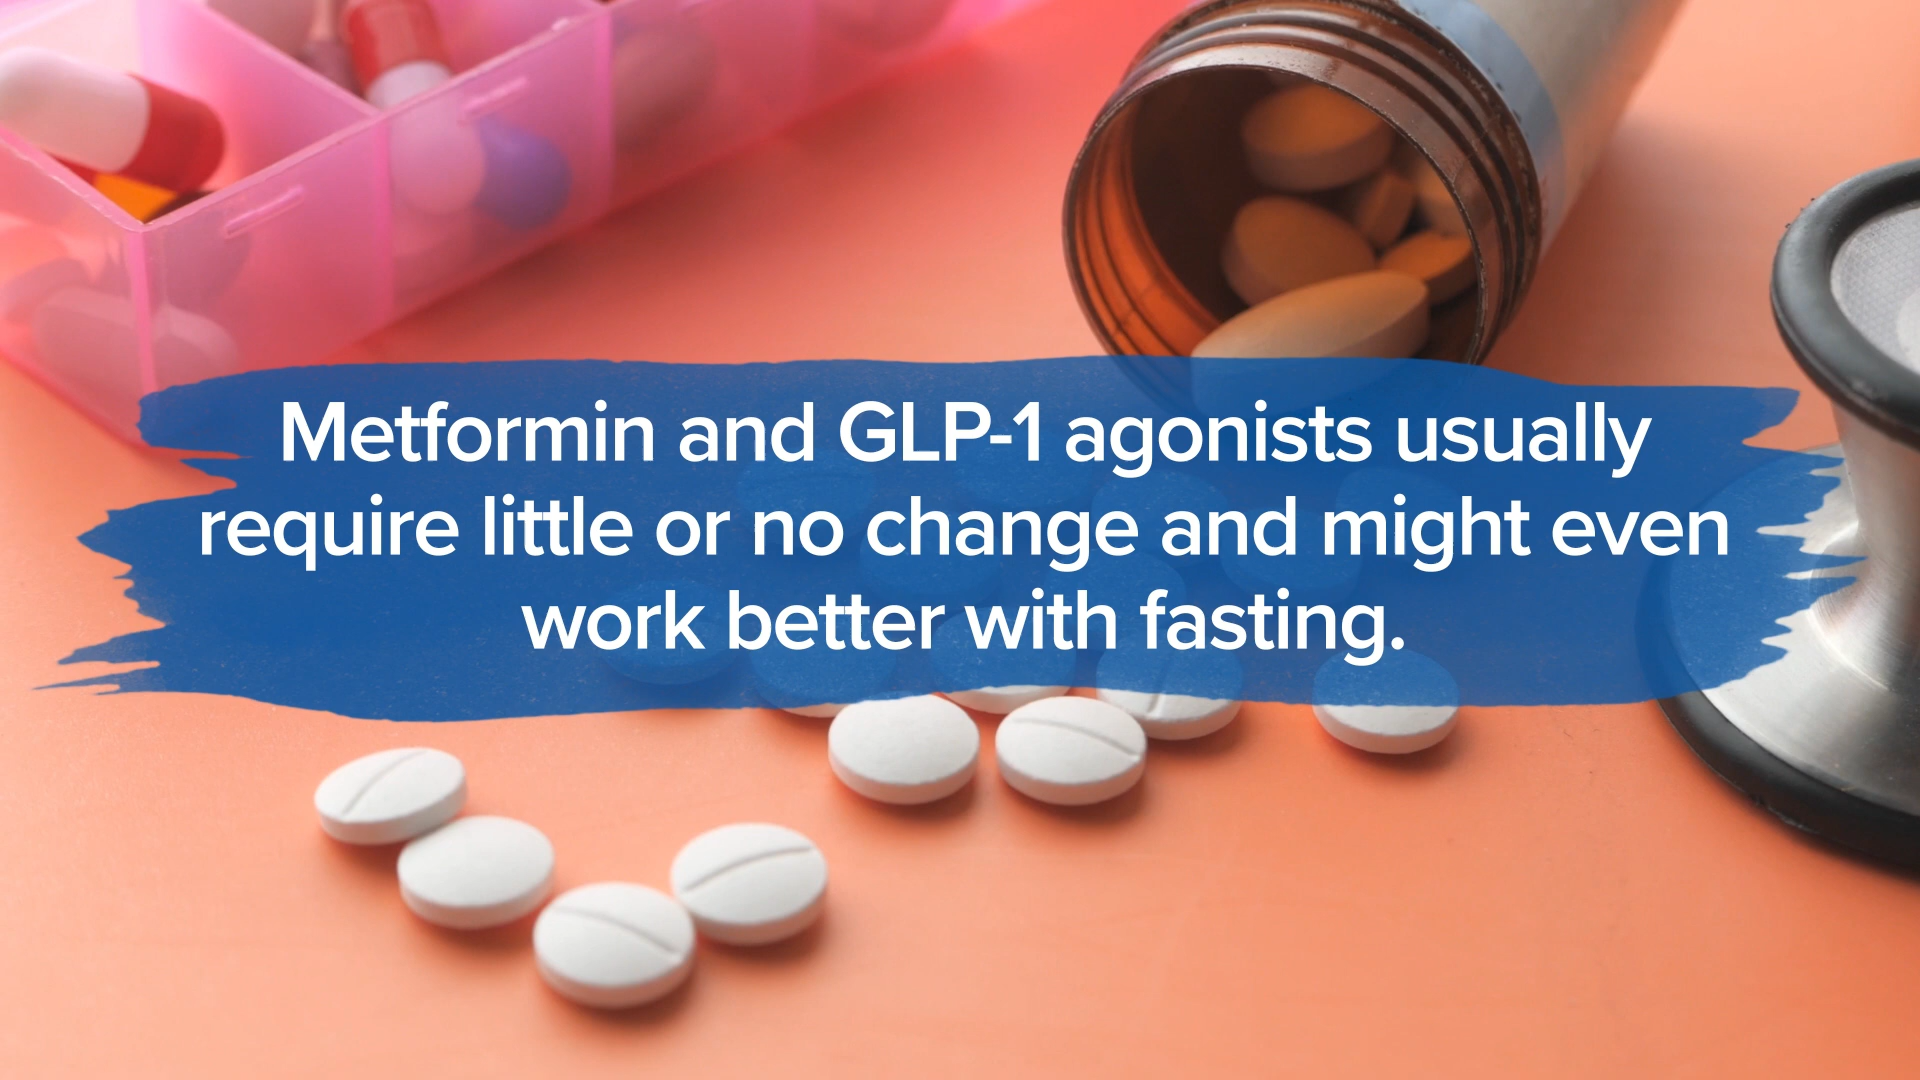 Metformin and GLP-1 agonists usually
require little or no change and might even
work better with fasting.